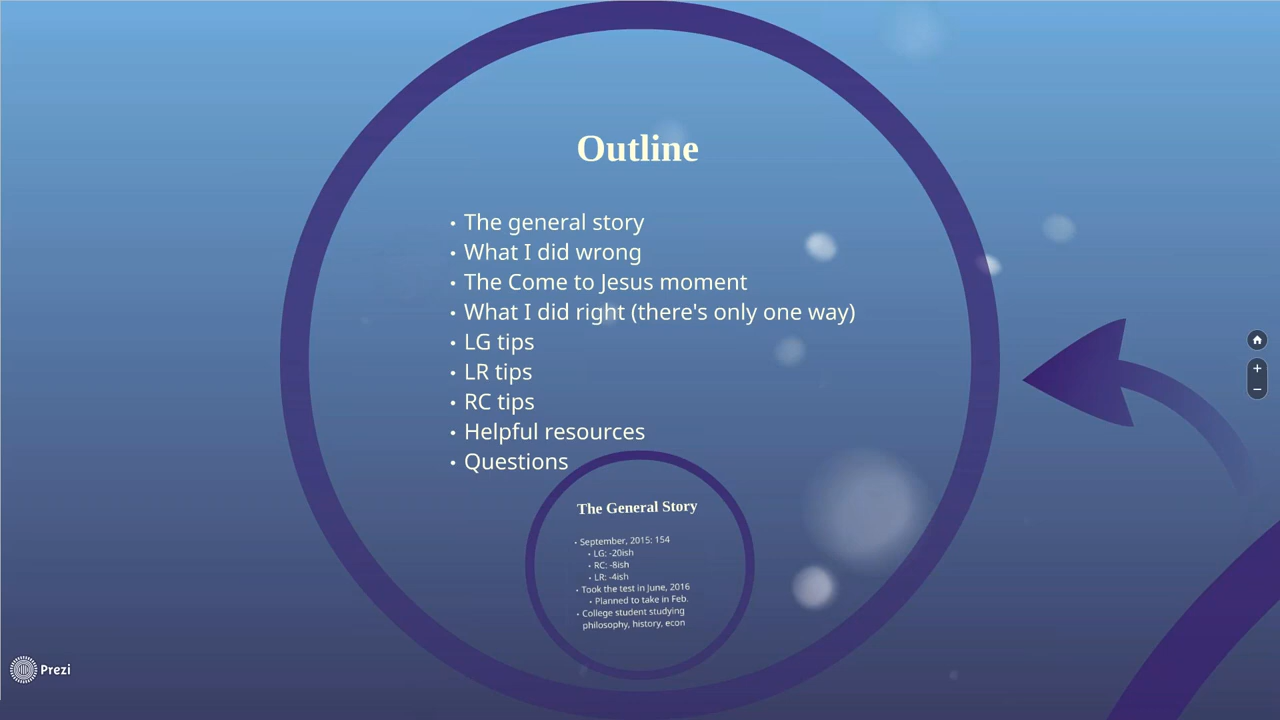 Outline
• The general story
• What I did wrong
• The Come to Jesus moment
• What I did right (there's only one way)
• LG tips
• LR tips
• RC tips
• Helpful resources
• Questions
The General Story
• September, 2015: 154
• LG: -20ish
• RC: -8ish
• LR: -4ish
• Took the test in June, 2016
• Planned to take in Feb.
• College student studying
philosophy, history, econ
Prezi